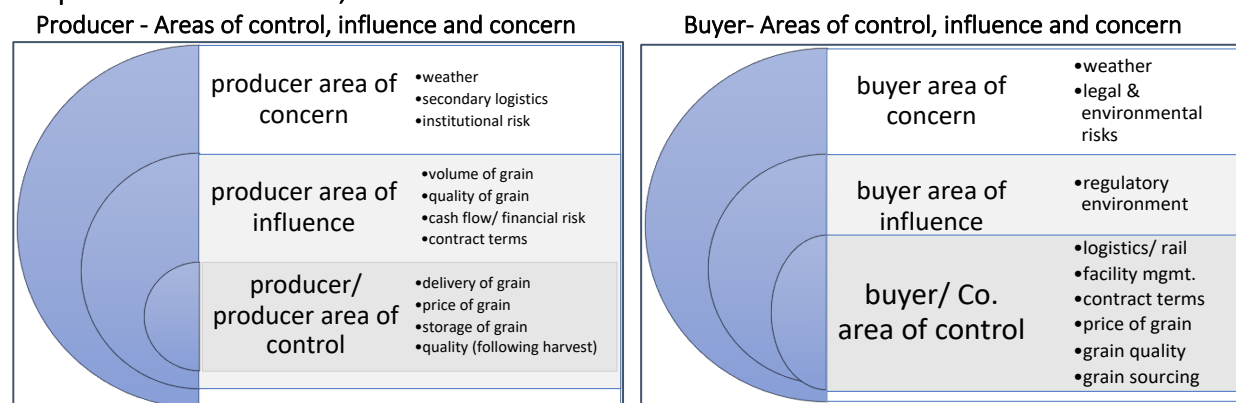 Producer - Areas of control, influence and concern
producer area of
concern
•weather
•secondary logistics
•institutional risk
producer area of
influence
•volume of grain
•quality of grain
•cash flow/ financial risk
•contract terms
producer/
producer area of
control
•delivery of grain
•price of grain
•storage of grain
•quality (following harvest)
Buyer- Areas of control, influence and concern
buyer area of
concern
•weather
•legal &
environmental
risks
buyer area of
influence
•regulatory
environment
buyer/ Co.
area of control
•logistics/ rail
•facility mgmt.
•contract terms
•price of grain
•grain quality
•grain sourcing